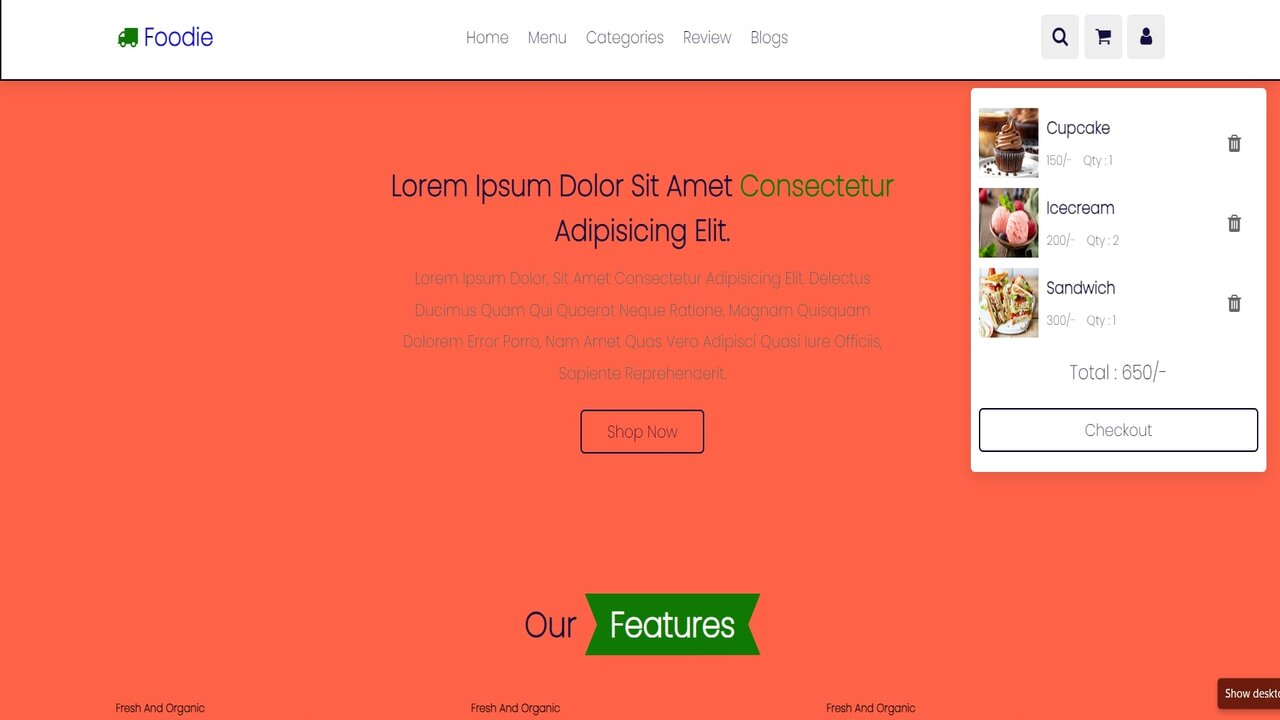 Foodie
Home Menu Categories Review Blogs
Cupcake
150/- Qty : 1
Icecream
200/- Qty : 2
Sandwich
300/- Qty : 1
Total : 650/-
Checkout
Lorem Ipsum Dolor Sit Amet Consectetur
Adipisicing Elit.
Lorem Ipsum Dolor, Sit Amet Consectetur Adipisicing Elit. Delectus
Ducimus Quam Qui Quaerat Neque Ratione, Magnam Quisquam
Dolorem Error Porro, Nam Amet Quas Vero Adipisci Quasi Iure Officiis,
Sapiente Reprehenderit.
Shop Now
Our Features
Fresh And Organic Fresh And Organic Fresh And Organic
Show deskto